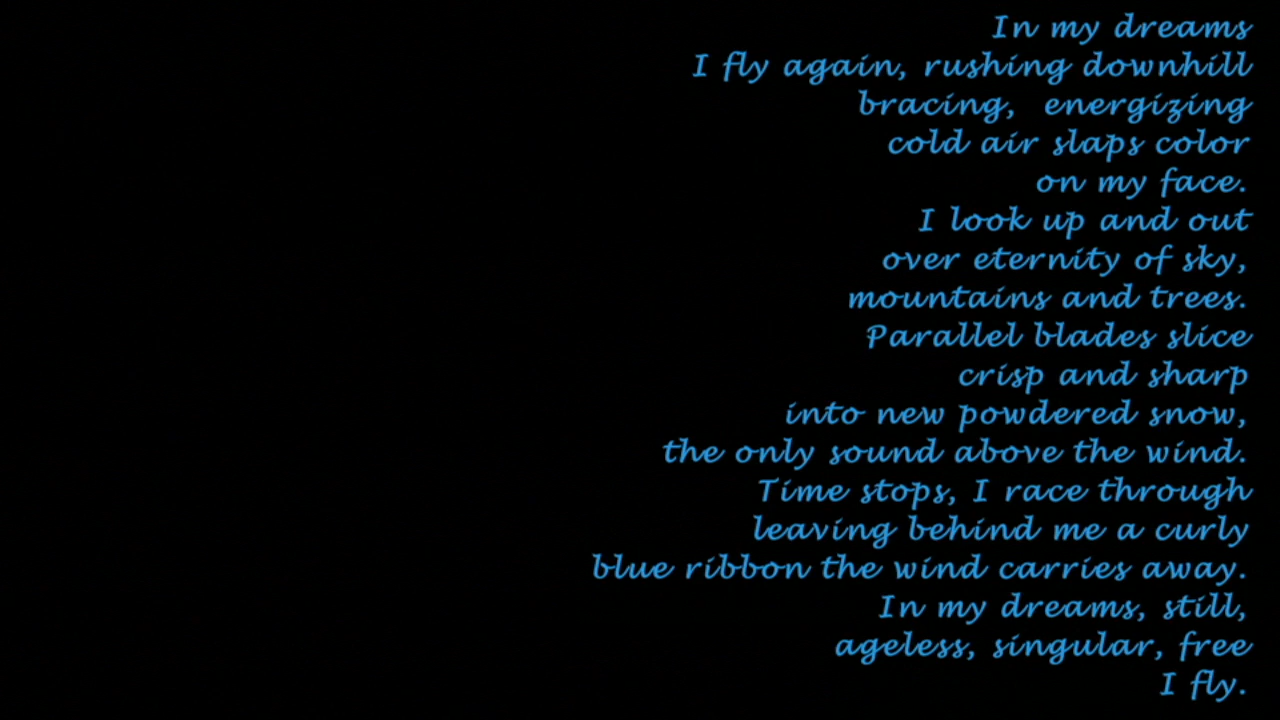 In my dreams
I fly again, rushing downhill
bracing,  energizing
cold air slaps color
on my face.
I look up and out
over eternity of sky,
mountains and trees.
Parallel blades slice
crisp and sharp
into new powdered snow,
the only sound above the wind.
Time stops, I race through
leaving behind me a curly
blue ribbon the wind carries away.
In my dreams, still,
ageless, singular, free
I fly.